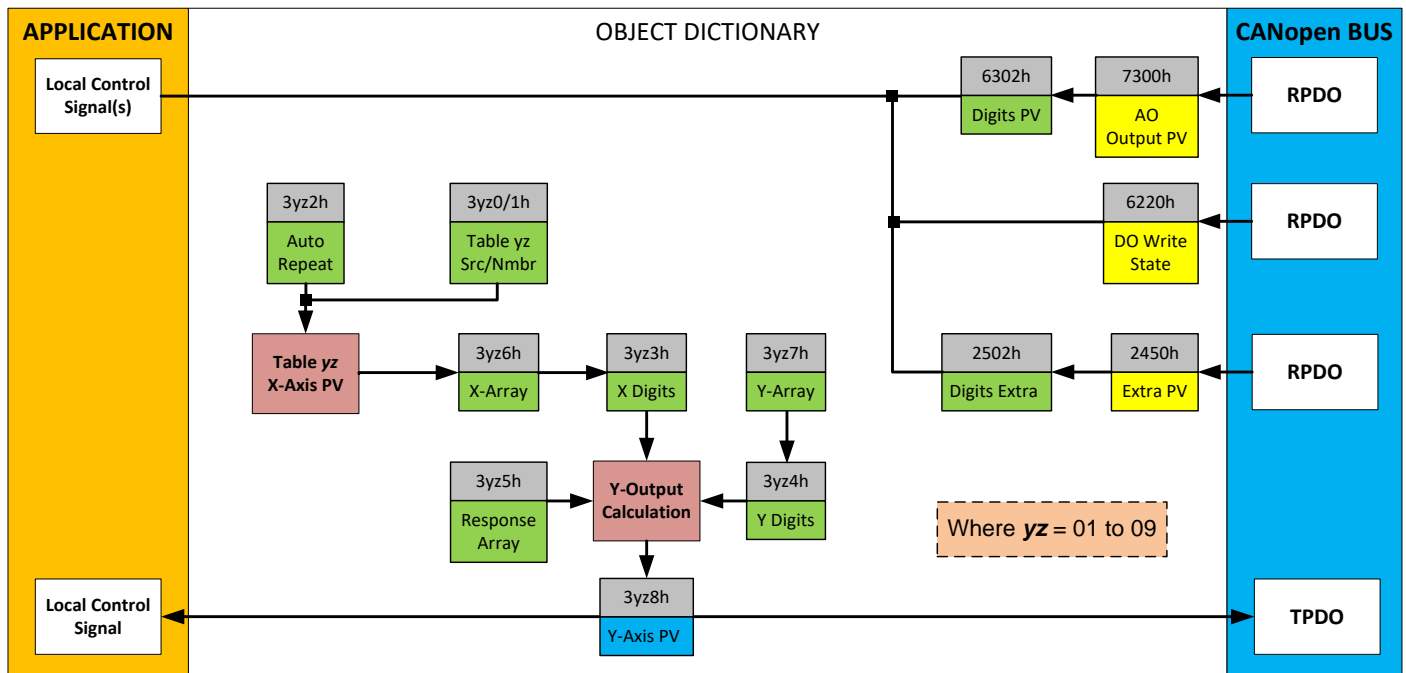 APPLICATION
OBJECT DICTIONARY
CANopen BUS
Local Control
Signal(s)
6302h
Digits PV
7300h
AO
Output PV
RPDO
3yz2h
Auto
Repeat
3yz0/1h
Table yz
Src/Nmbr
6220h
DO Write
State
RPDO
Table yz
X-Axis PV
3yz6h
X-Array
3yz3h
X Digits
3yz7h
Y-Array
2502h
Digits Extra
2450h
Extra PV
RPDO
3yz5h
Response
Array
Y-Output
Calculation
3yz4h
Y Digits
Where yz = 01 to 09
Local Control
Signal
3yz8h
Y-Axis PV
TPDO